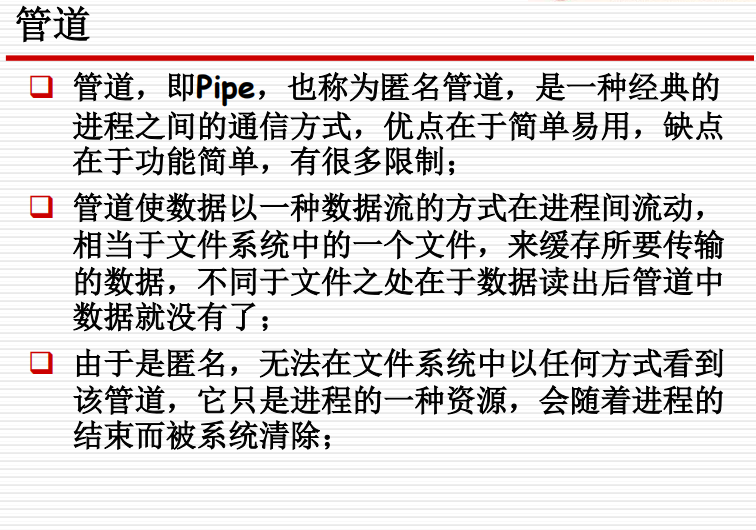 管道
管道，即Pipe，也称为匿名管道，是一种经典的
进程之间的通信方式，优点在于简单易用，缺点
在于功能简单，有很多限制；
管道使数据以一种数据流的方式在进程间流动，
相当于文件系统中的一个文件，来缓存所要传输
的数据，不同于文件之处在于数据读出后管道中
数据就没有了；
由于是匿名，无法在文件系统中以任何方式看到
该管道，它只是进程的一种资源，会随着进程的
结束而被系统清除；